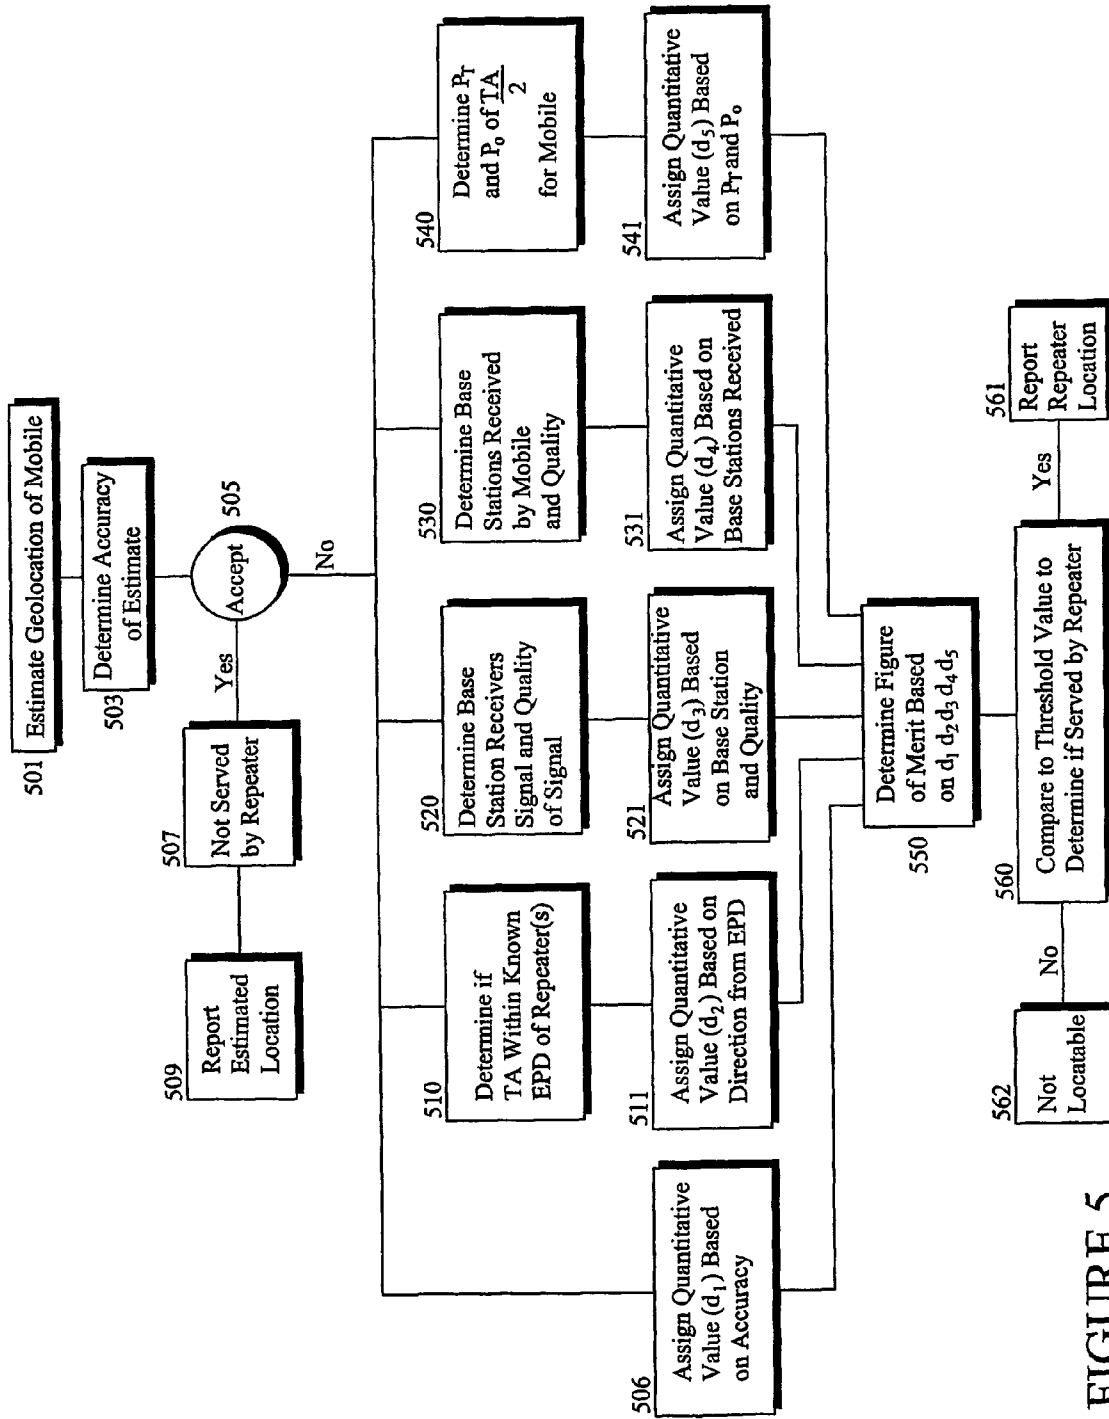 501
Estimate Geolocation of Mobile
503
Determine Accuracy
of Estimate
Accept
505
Yes
No
507
Not Served
by Repeater
509
Report
Estimated
Location
506
Assign Quantitative
Value (d₁) Based
on Accuracy
510
Determine if
TA Within Known
EPD of Repeater(s)
511
Assign Quantitative
Value (d₂) Based on
Direction from EPD
520
Determine Base
Station Receivers
Signal and Quality
of Signal
521
Assign Quantitative
Value (d₃) Based
on Base Station
and Quality
530
Determine Base
Stations Received
by Mobile
and Quality
531
Assign Quantitative
Value (d₄) Based on
Base Stations Received
540
Determine P_T
and P₀ of TA/2
for Mobile
541
Assign Quantitative
Value (d₅) Based
on P_T and P₀
550
Determine Figure
of Merit Based
on d₁ d₂ d₃ d₄ d₅
560
Compare to Threshold Value to
Determine if Served by Repeater
No
562
Not
Locatable
Yes
561
Report
Repeater
Location
FIGURE 5